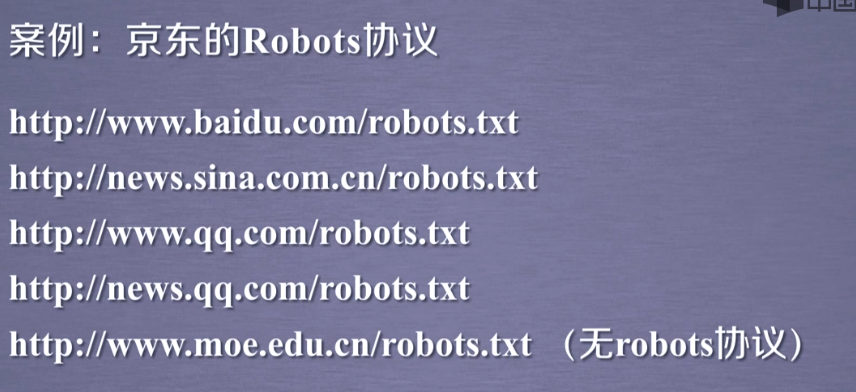 案例：京东的Robots协议
http://www.baidu.com/robots.txt
http://news.sina.com.cn/robots.txt
http://www.qq.com/robots.txt
http://news.qq.com/robots.txt
http://www.moe.edu.cn/robots.txt （无robots协议）